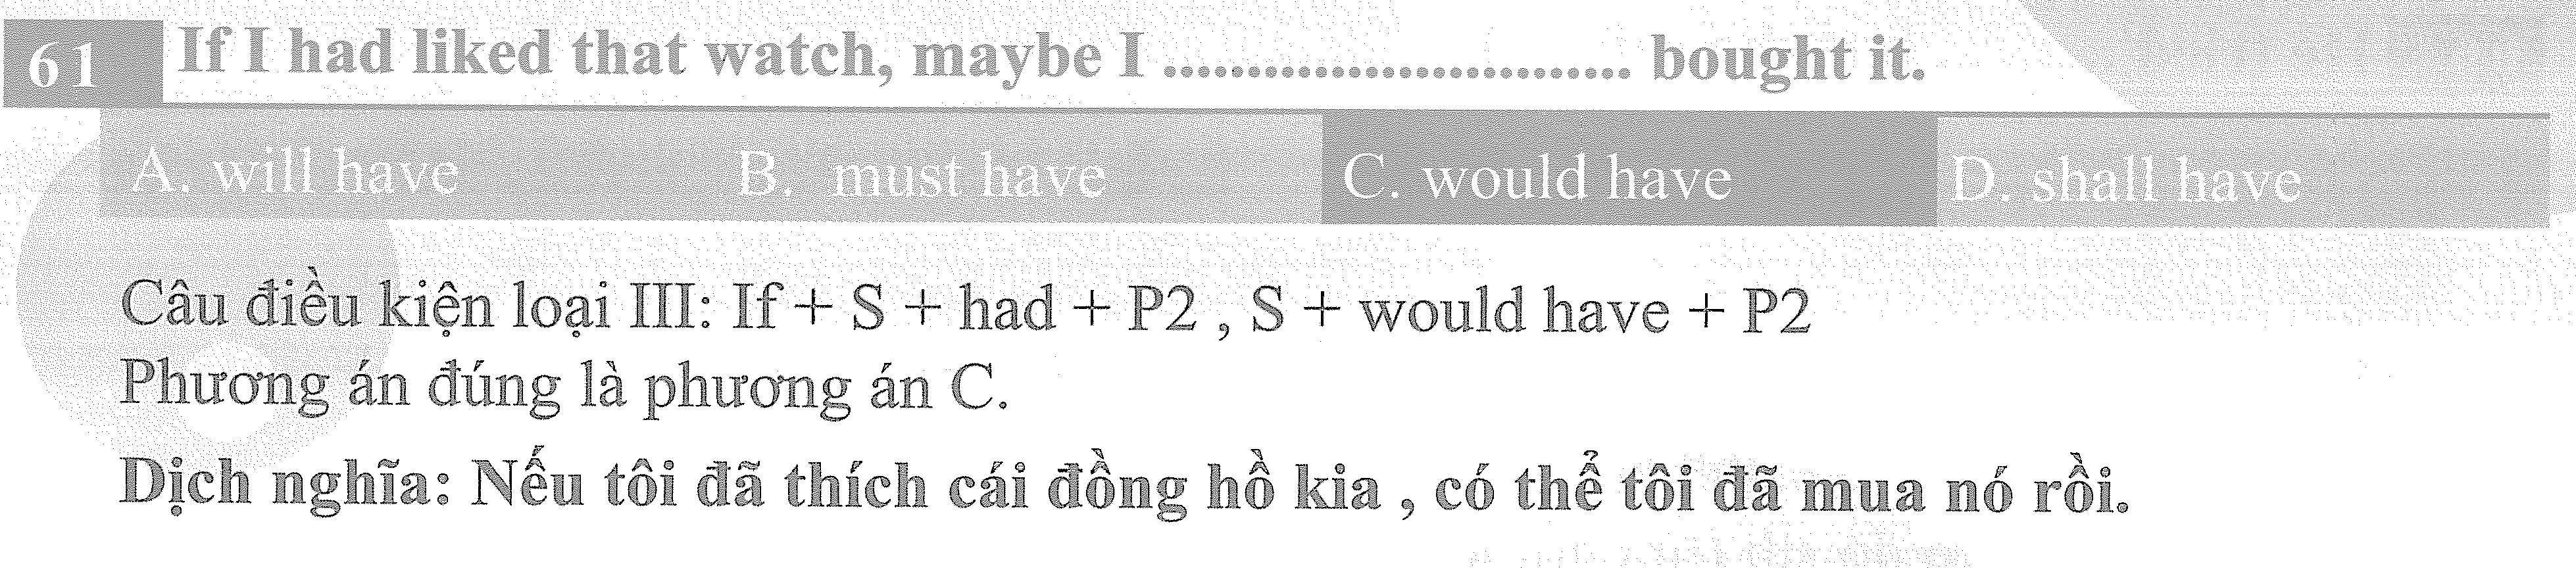 61 If I had liked that watch, maybe I ............................ bought it.
A. will have B. must have C. would have D. shall have
Câu điều kiện loại III: If + S + had + P2 , S + would have + P2
Phương án đúng là phương án C.
Dịch nghĩa: Nếu tôi đã thích cái đồng hồ kia , có thể tôi đã mua nó rồi.